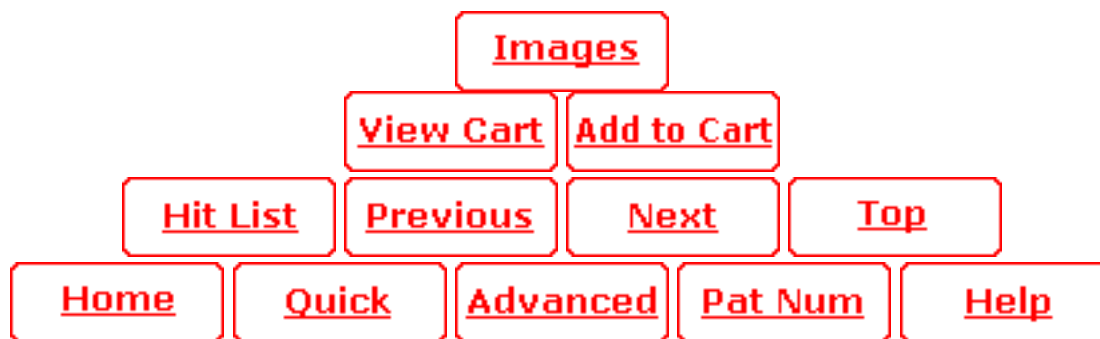 Images
View Cart Add to Cart
Hit List Previous Next Top
Home Quick Advanced Pat Num Help